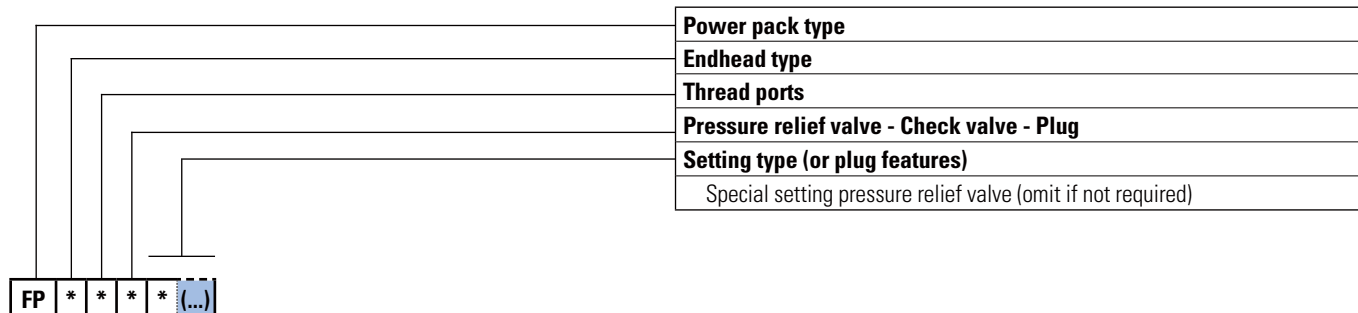 Power pack type
Endhead type
Thread ports
Pressure relief valve - Check valve - Plug
Setting type (or plug features)
Special setting pressure relief valve (omit if not required)
FP * * * * (...)